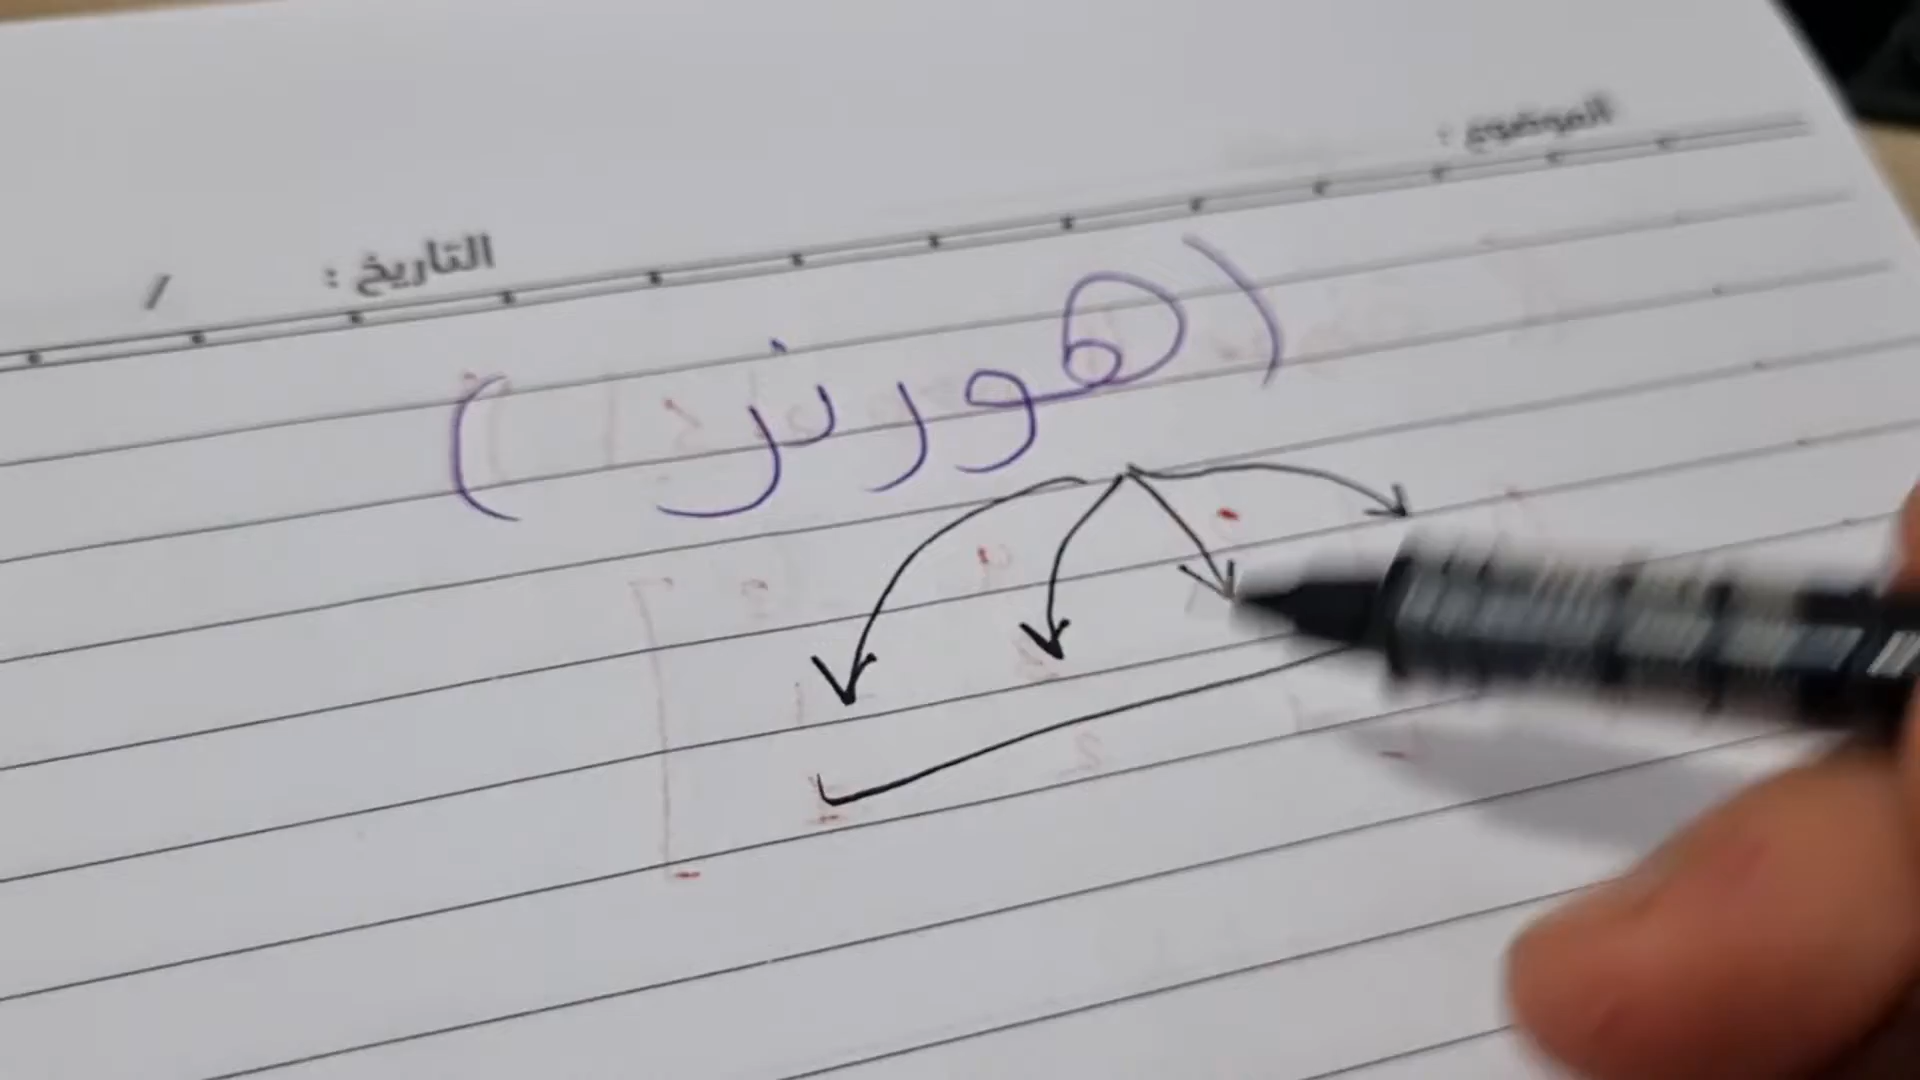 الموضوع :
التاريخ : /
(هورنر)